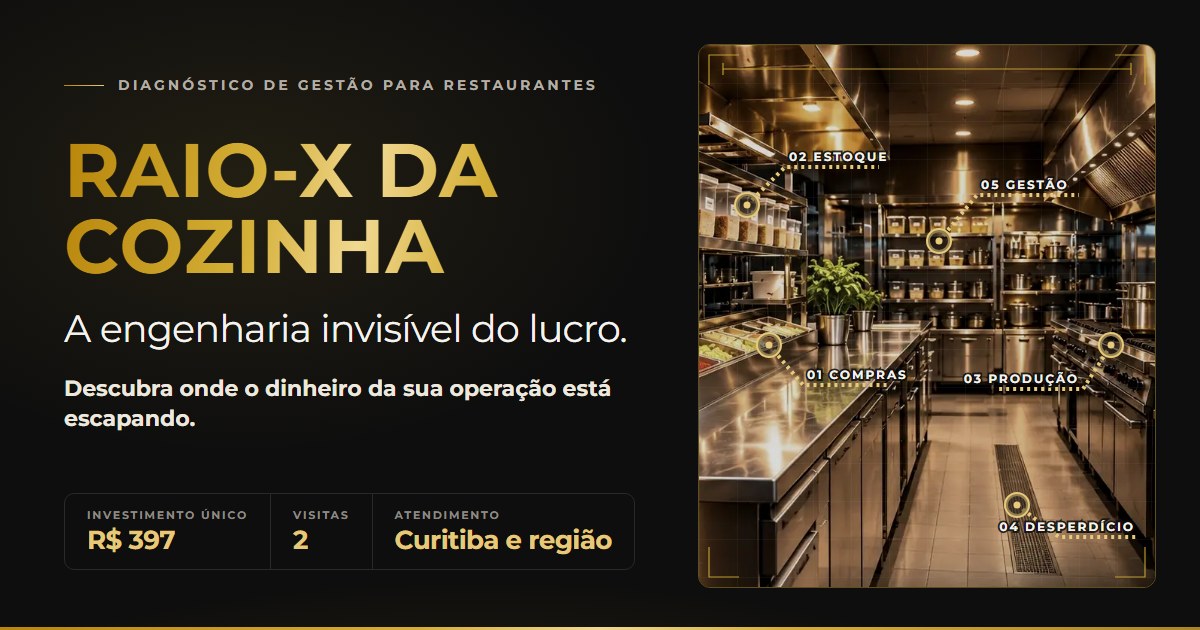 DIAGNÓSTICO DE GESTÃO PARA RESTAURANTES
RAIO-X DA
COZINHA
A engenharia invisível do lucro.
Descubra onde o dinheiro da sua operação está
escapando.
INVESTIMENTO ÚNICO
R$ 397
VISITAS
2
ATENDIMENTO
Curitiba e região
02 ESTOQUE
05 GESTÃO
01 COMPRAS
03 PRODUÇÃO
04 DESPERDÍCIO